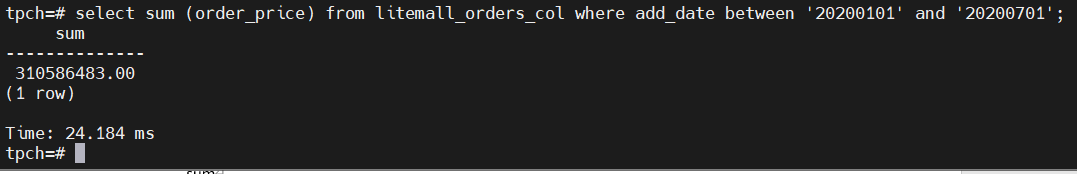 tpch=# select sum (order_price) from litemall_orders_col where add_date between '20200101' and '20200701';
sum
--------------
310586483.00
(1 row)
Time: 24.184 ms
tpch=#